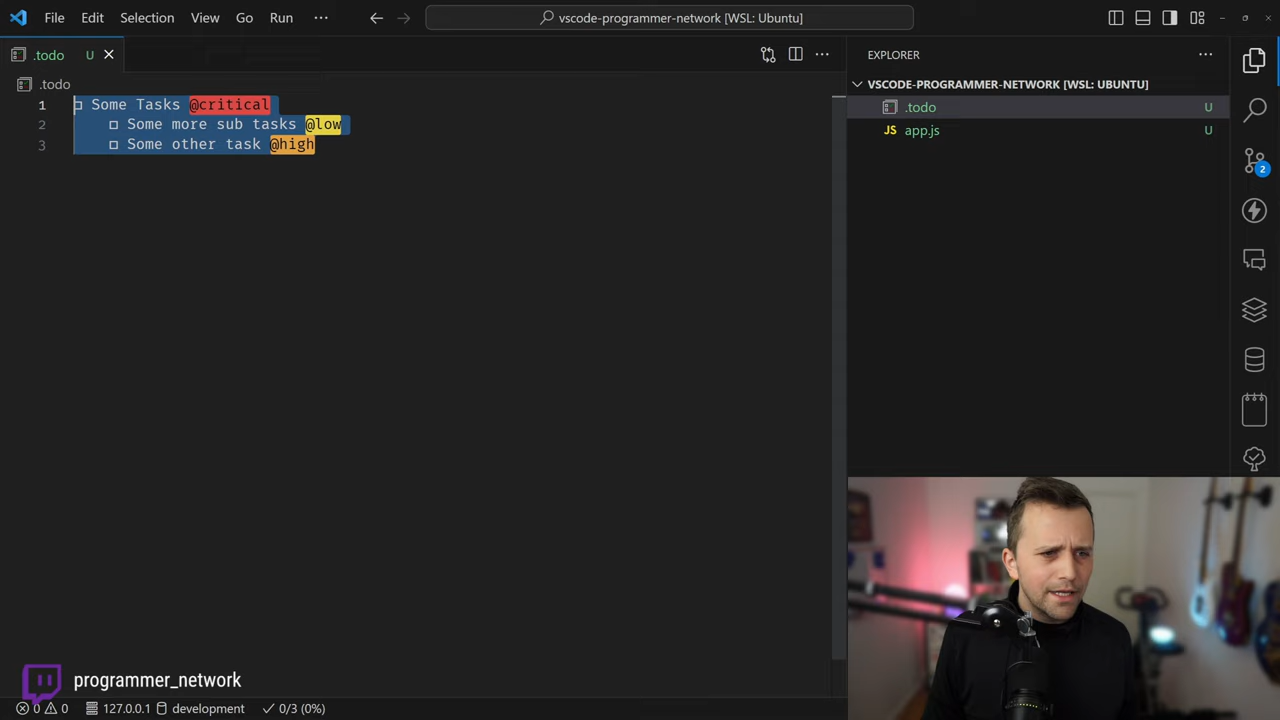 File Edit Selection View Go Run ··· vscode-programmer-network [WSL: Ubuntu]
.todo U
EXPLORER
.todo
VSCODE-PROGRAMMER-NETWORK [WSL: UBUNTU]
1 □ Some Tasks @critical
.todo U
2 □ Some more sub tasks @low
JS app.js U
3 □ Some other task @high
2
programmer_network
0 0 127.0.0.1 development ✓ 0/3 (0%)